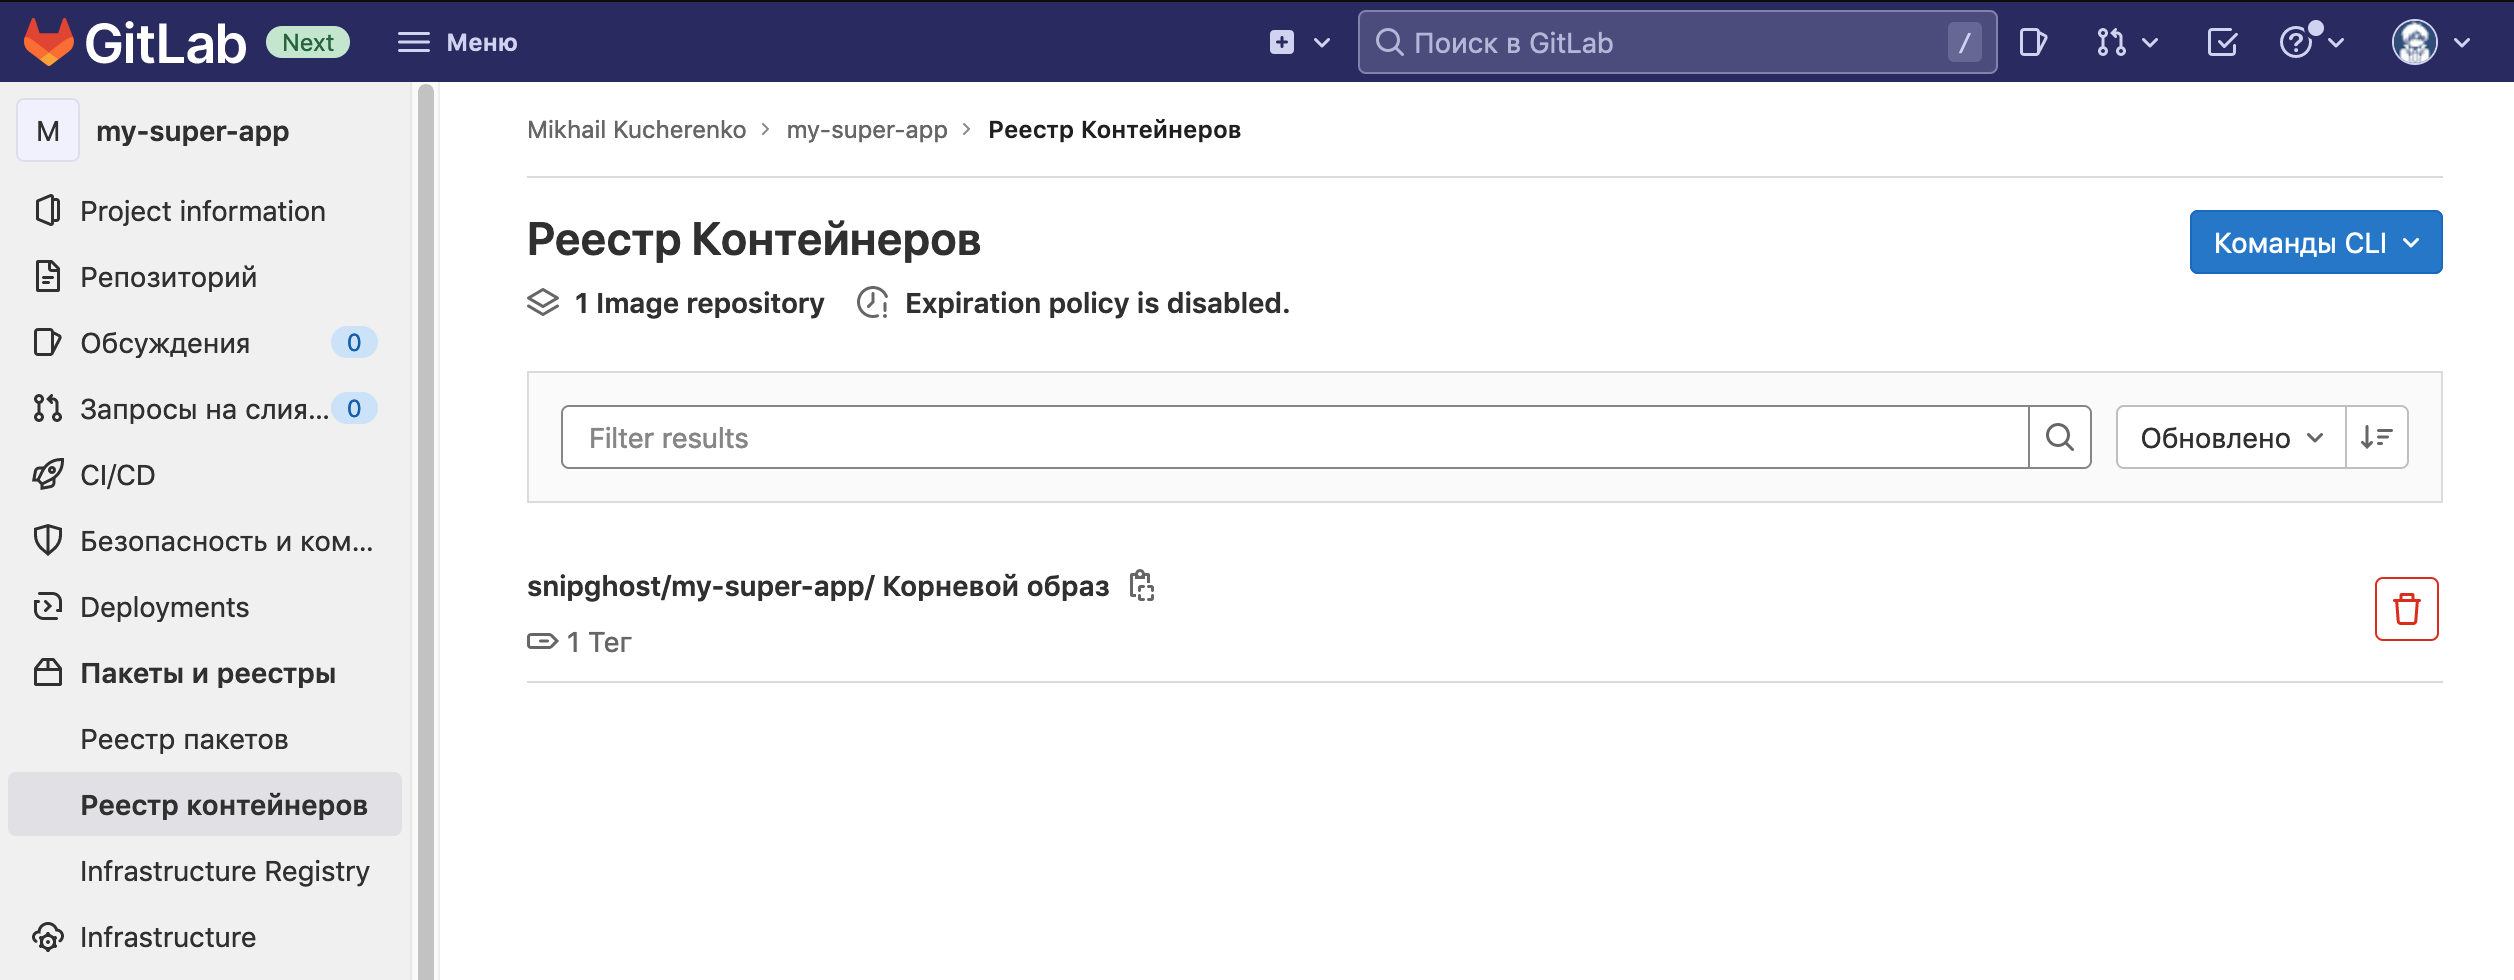 GitLab Next Меню Поиск в GitLab /
M my-super-app
Project information
Репозиторий
Обсуждения 0
Запросы на слия... 0
CI/CD
Безопасность и ком...
Deployments
Пакеты и реестры
Реестр пакетов
Реестр контейнеров
Infrastructure Registry
Infrastructure
Mikhail Kucherenko > my-super-app > Реестр Контейнеров
Реестр Контейнеров
Команды CLI
1 Image repository Expiration policy is disabled.
Filter results
Обновлено
snipghost/my-super-app/ Корневой образ
1 Тег